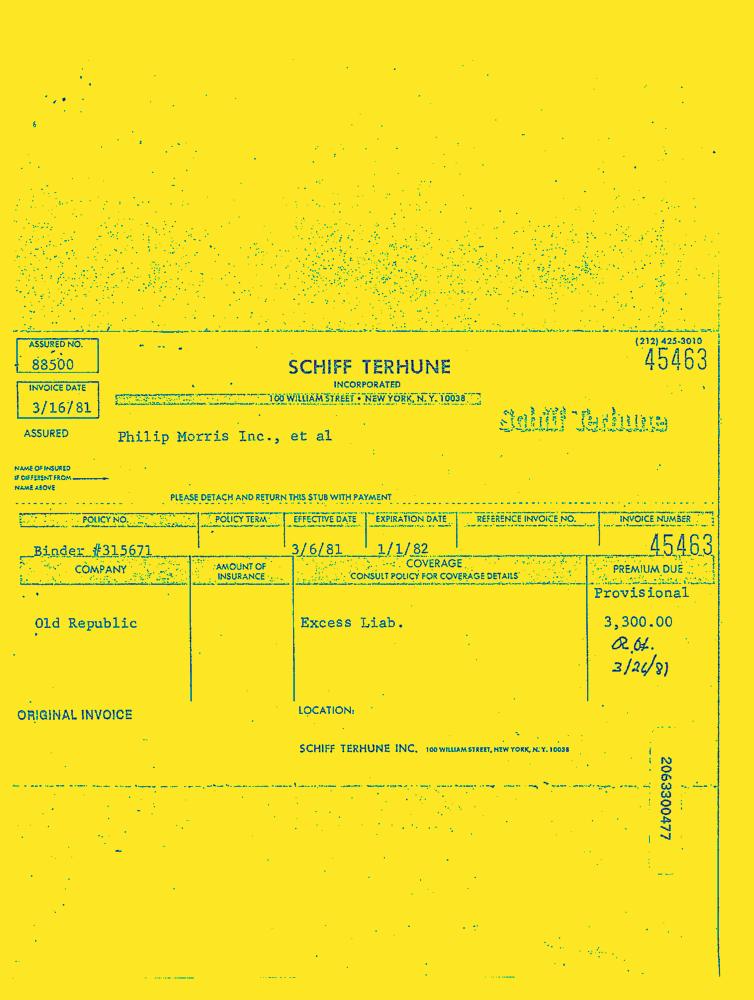 ASSURED NO.
88500
(212) 425-3010
45463
SCHIFF TERHUNE
INCORPORATED
100 WILLIAM STREET • NEW YORK, N. Y. 10038
INVOICE DATE
3/16/81
Schiff Terhune
ASSURED
Philip Morris Inc., et al
NAME OF INSURED
IF DIFFERENT FROM
NAME ABOVE
PLEASE DETACH AND RETURN THIS STUB WITH PAYMENT
POLICY NO. POLICY TERM EFFECTIVE DATE EXPIRATION DATE REFERENCE INVOICE NO. INVOICE NUMBER
Binder #315671 3/6/81 1/1/82 45463
COMPANY AMOUNT OF INSURANCE COVERAGE CONSULT POLICY FOR COVERAGE DETAILS PREMIUM DUE
Provisional
Old Republic Excess Liab. 3,300.00
3/26/81
ORIGINAL INVOICE
LOCATION:
SCHIFF TERHUNE INC. 100 WILLIAM STREET, NEW YORK, N. Y. 10038
2063300477